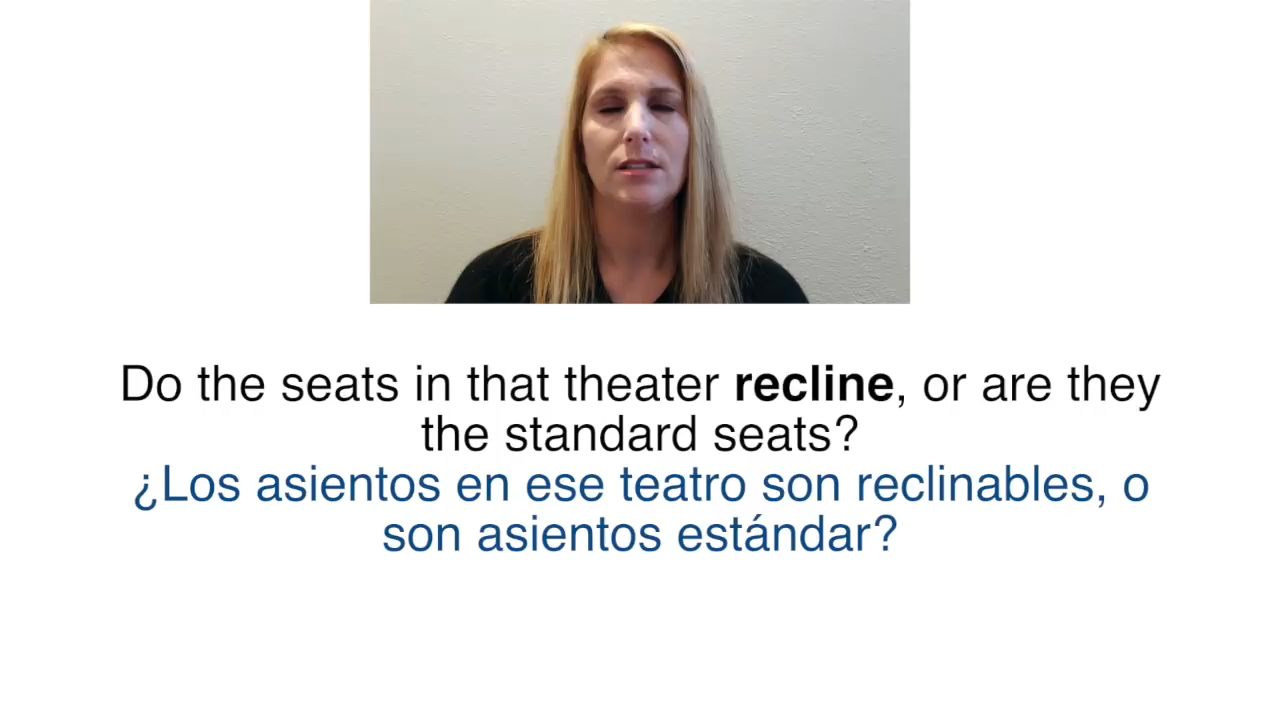 Do the seats in that theater recline, or are they
the standard seats?
¿Los asientos en ese teatro son reclinables, o
son asientos estándar?